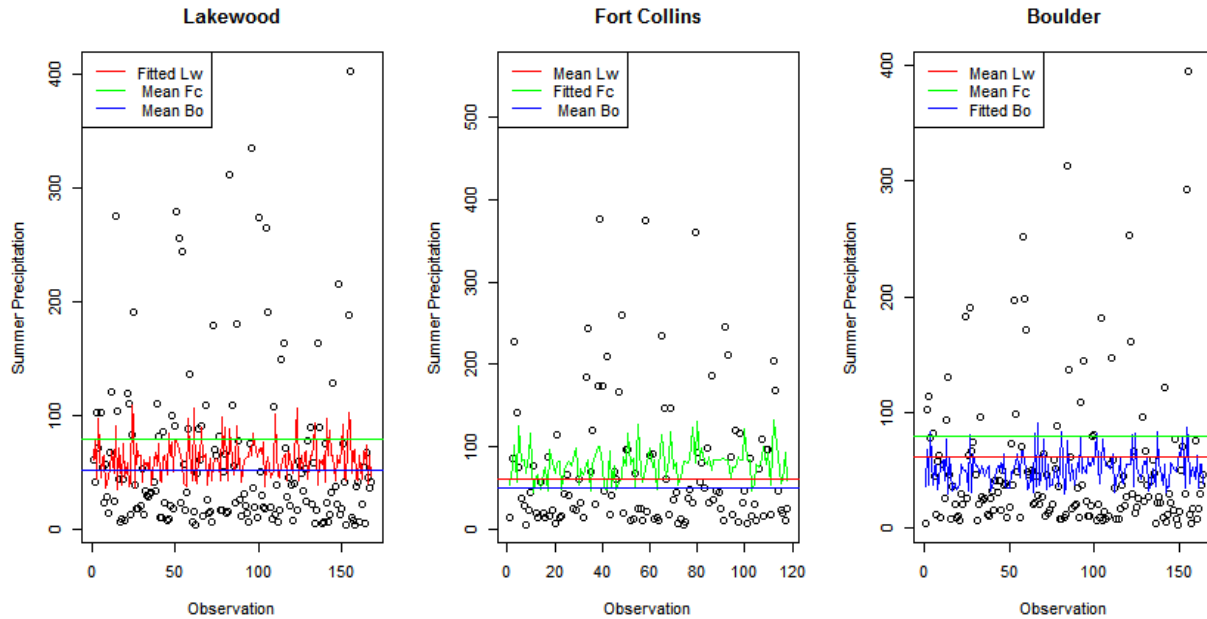 Lakewood
Summer Precipitation
400
300
200
100
0
Fitted Lw
Mean Fc
Mean Bo
0 50 100 150
Observation
Fort Collins
Summer Precipitation
500
400
300
200
100
0
Mean Lw
Fitted Fc
Mean Bo
0 20 40 60 80 100 120
Observation
Boulder
Summer Precipitation
400
300
200
100
0
Mean Lw
Mean Fc
Fitted Bo
0 50 100 150
Observation